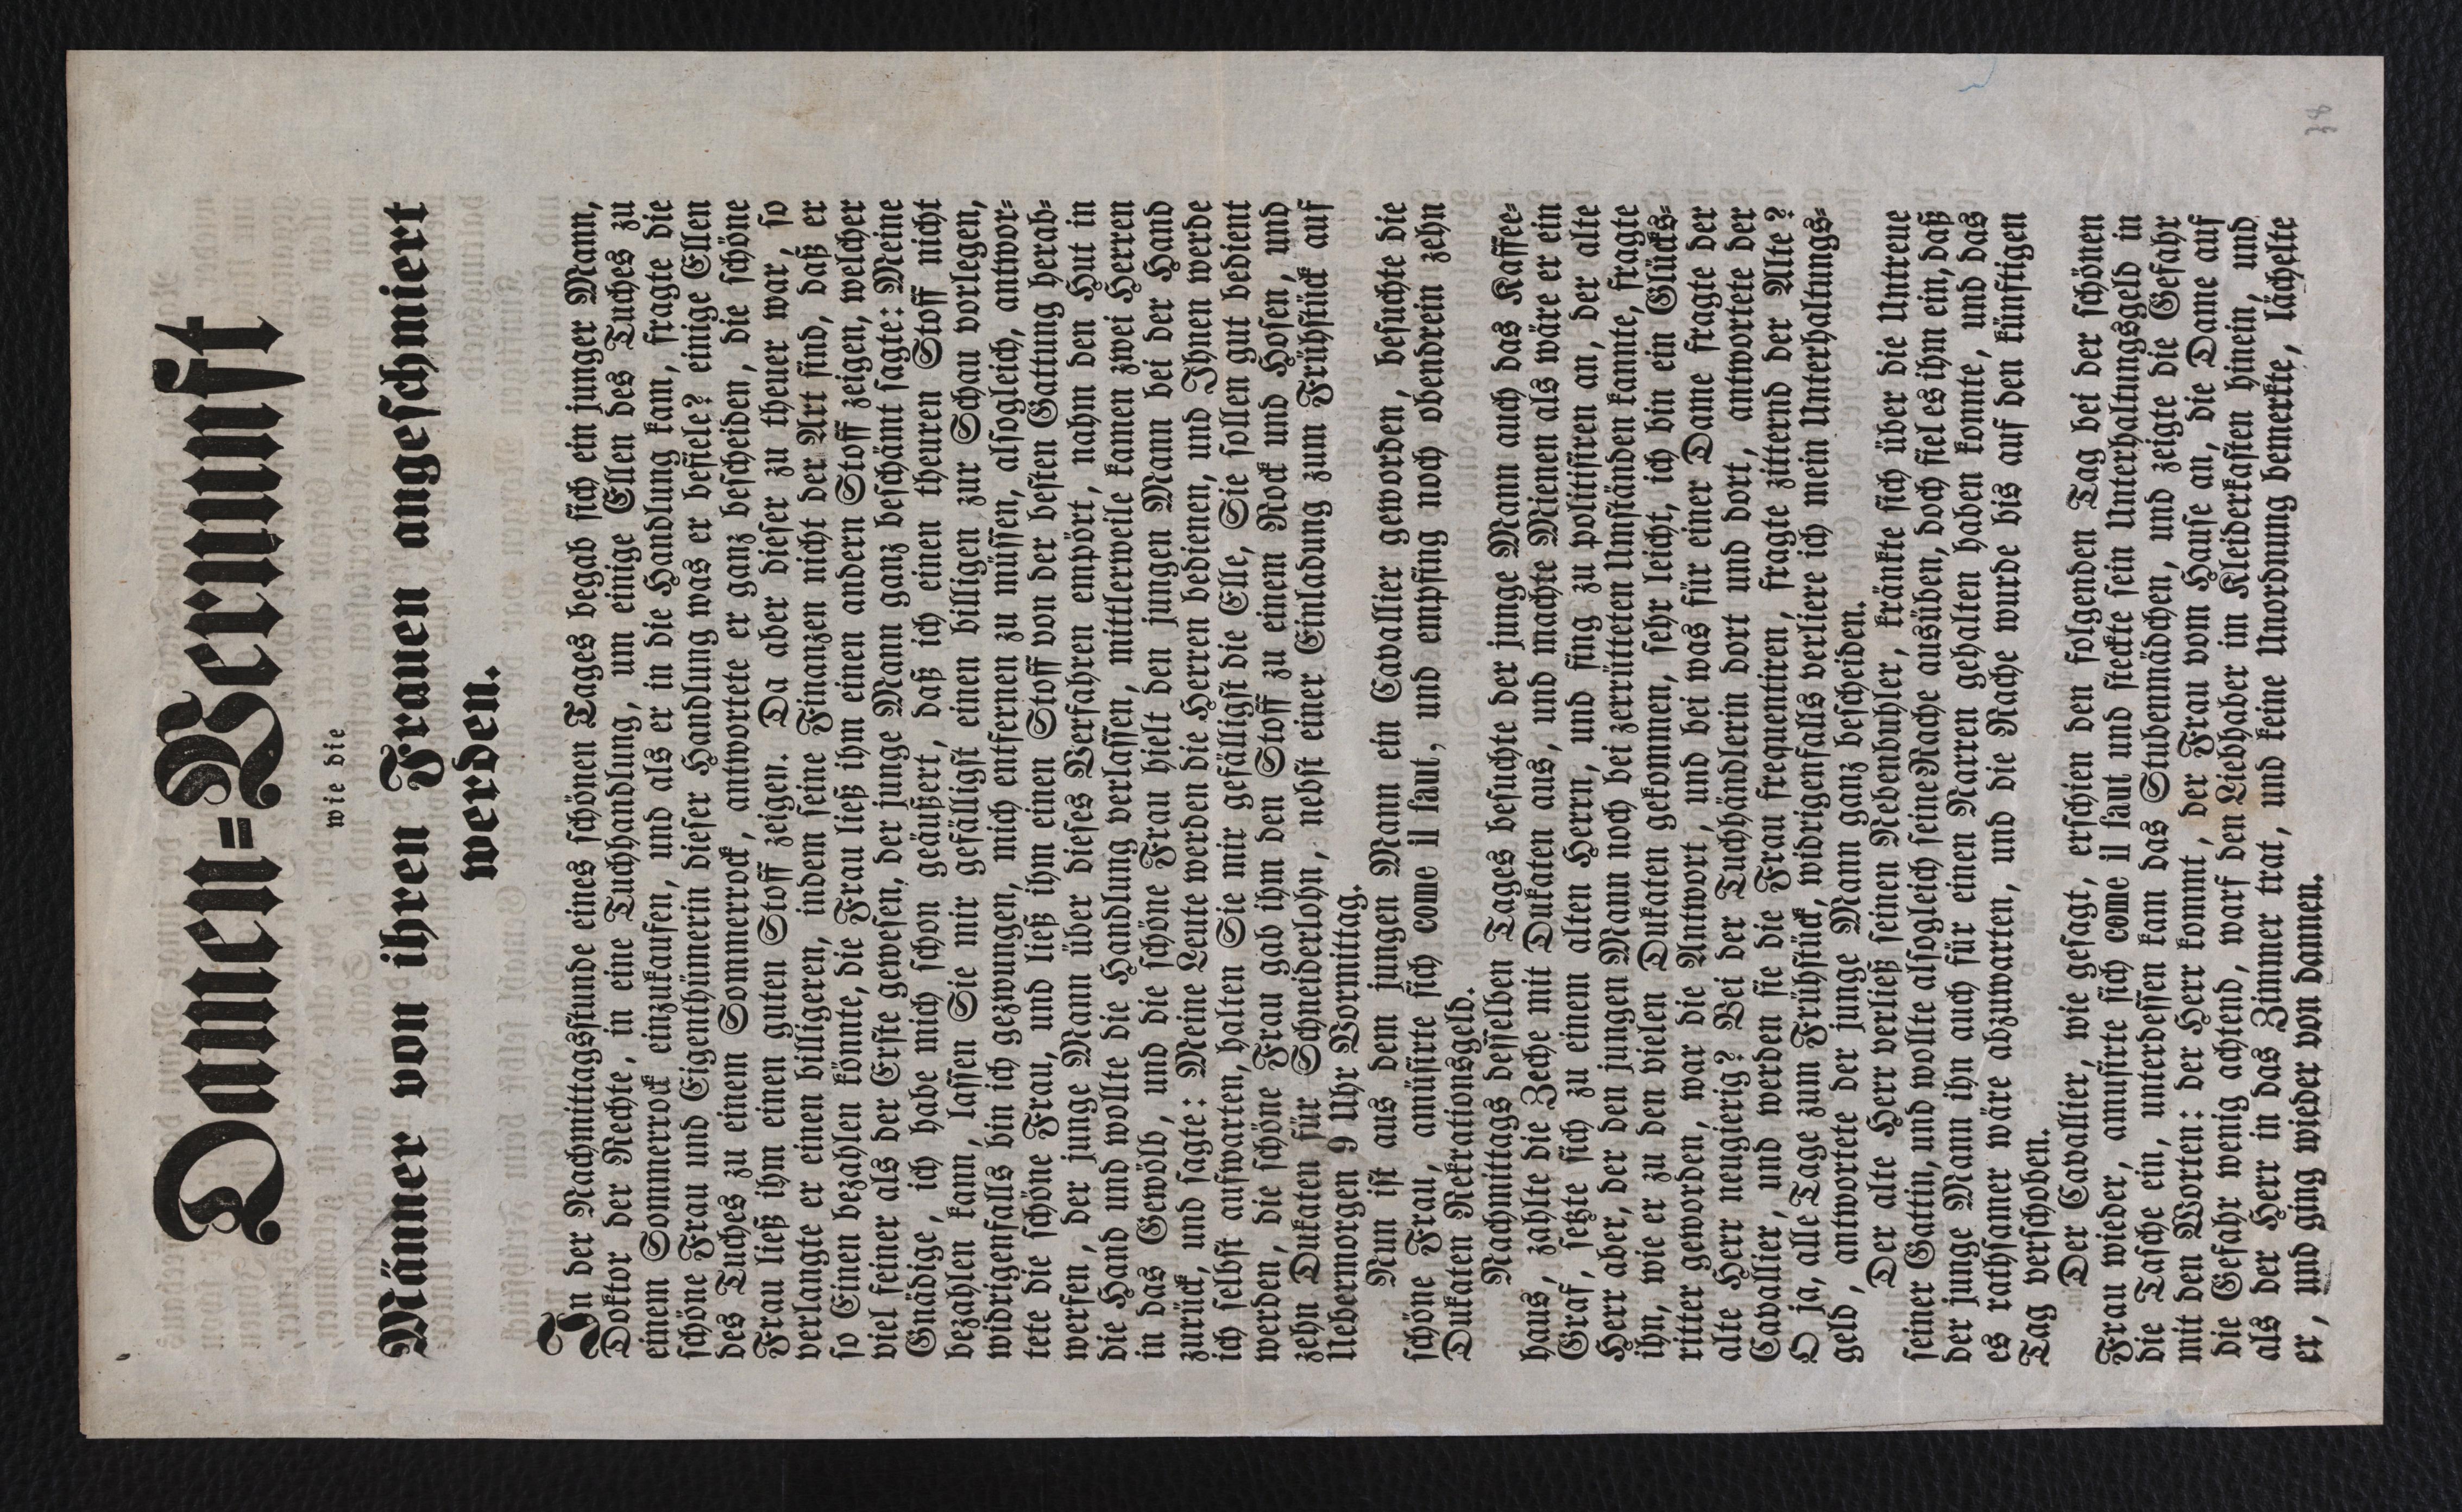 Damen=Vernunft
wie die
Männer von ihren Frauen angeschmiert
werden.
In der Nachmittagsstunde eines schönen Tages begab sich ein junger Mann,
Doktor der Rechte, in eine Tuchhandlung, um einige Ellen des Tuches zu
einem Sommerrock einzukaufen, und als er in die Handlung kam, fragte die
schöne Frau und Eigenthümerin dieser Handlung was er befiele? einige Ellen
des Tuches zu einem Sommerrock, antwortete er ganz bescheiden, die schöne
Frau ließ ihm einen guten Stoff zeigen. Da aber dieser zu theuer war, so
verlangte er einen billigeren, indem seine Finanzen nicht der Art sind, daß er
so Einen bezahlen könnte, die Frau ließ ihm einen andern Stoff zeigen, welcher
viel feiner als der Erste gewesen, der junge Mann ganz beschämt sagte: Meine
Gnädige, ich habe mich schon geäußert, daß ich einen theuren Stoff nicht
bezahlen kann, lassen Sie mir gefälligst einen billigen zur Schau vorlegen,
widrigenfalls bin ich gezwungen, mich entfernen zu müssen, alsogleich, antwor=
tete die schöne Frau, und ließ ihm einen Stoff von der besten Gattung herab=
werfen, der junge Mann über dieses Verfahren empört, nahm den Hut in
die Hand und wollte die Handlung verlassen, mittlerweile kamen zwei Herren
in das Gewölb, und die schöne Frau hielt den jungen Mann bei der Hand
zurück, und sagte: Meine Leute werden die Herren bedienen, und Ihnen werde
ich selbst aufwarten, halten Sie mir gefälligst die Elle, Sie sollen gut bedient
werden, die schöne Frau gab ihm den Stoff zu einem Rock und Hosen, und
zehn Dukaten für Schneiderlohn, nebst einer Einladung zum Frühstück auf
Uebermorgen 9 Uhr Vormittag.
Nun ist aus dem jungen Mann ein Cavallier geworden, besuchte die
schöne Frau, amüsirte sich come il faut, und empfing noch obendrein zehn
Dukaten Rekrationsgeld.
Nachmittags desselben Tages besuchte der junge Mann auch das Kaffee=
haus, zahlte die Zeche mit Dukaten aus, und machte Mienen als wäre er ein
Graf, setzte sich zu einem alten Herrn, und fing zu politisiren an, der alte
Herr aber, der den jungen Mann noch bei zerrütteten Umständen kannte, fragte
ihn, wie er zu den vielen Dukaten gekommen, sehr leicht, ich bin ein Glücks=
ritter geworden, war die Antwort, und bei was für einer Dame fragte der
alte Herr neugierig? Bei der Tuchhändlerin dort und dort, antwortete der
Cavallier, und werden sie die Frau frequentiren, fragte zitternd der Alte?
O ja, alle Tage zum Frühstück, widrigenfalls verliere ich mein Unterhaltungs=
geld, antwortete der junge Mann ganz bescheiden.
Der alte Herr verließ seinen Nebenbuhler, kränkte sich über die Untreue
seiner Gattin, und wollte alsogleich seine Rache ausüben, doch fiel es ihm ein, daß
der junge Mann ihn auch für einen Narren gehalten haben konnte, und das
es rathsamer wäre abzuwarten, und die Rache wurde bis auf den künftigen
Tag verschoben.
Der Cavallier, wie gesagt, erschien den folgenden Tag bei der schönen
Frau wieder, amusirte sich come il faut und steckte sein Unterhaltungsgeld in
die Tasche ein, unterdessen kam das Stubenmädchen, und zeigte die Gefahr
mit den Worten: der Herr kommt, der Frau vom Hause an, die Dame auf
die Gefahr wenig achtend, warf den Liebhaber im Kleiderkasten hinein, und
als der Herr in das Zimmer trat, und keine Unordnung bemerkte, lächelte
er, und ging wieder von dannen.
38